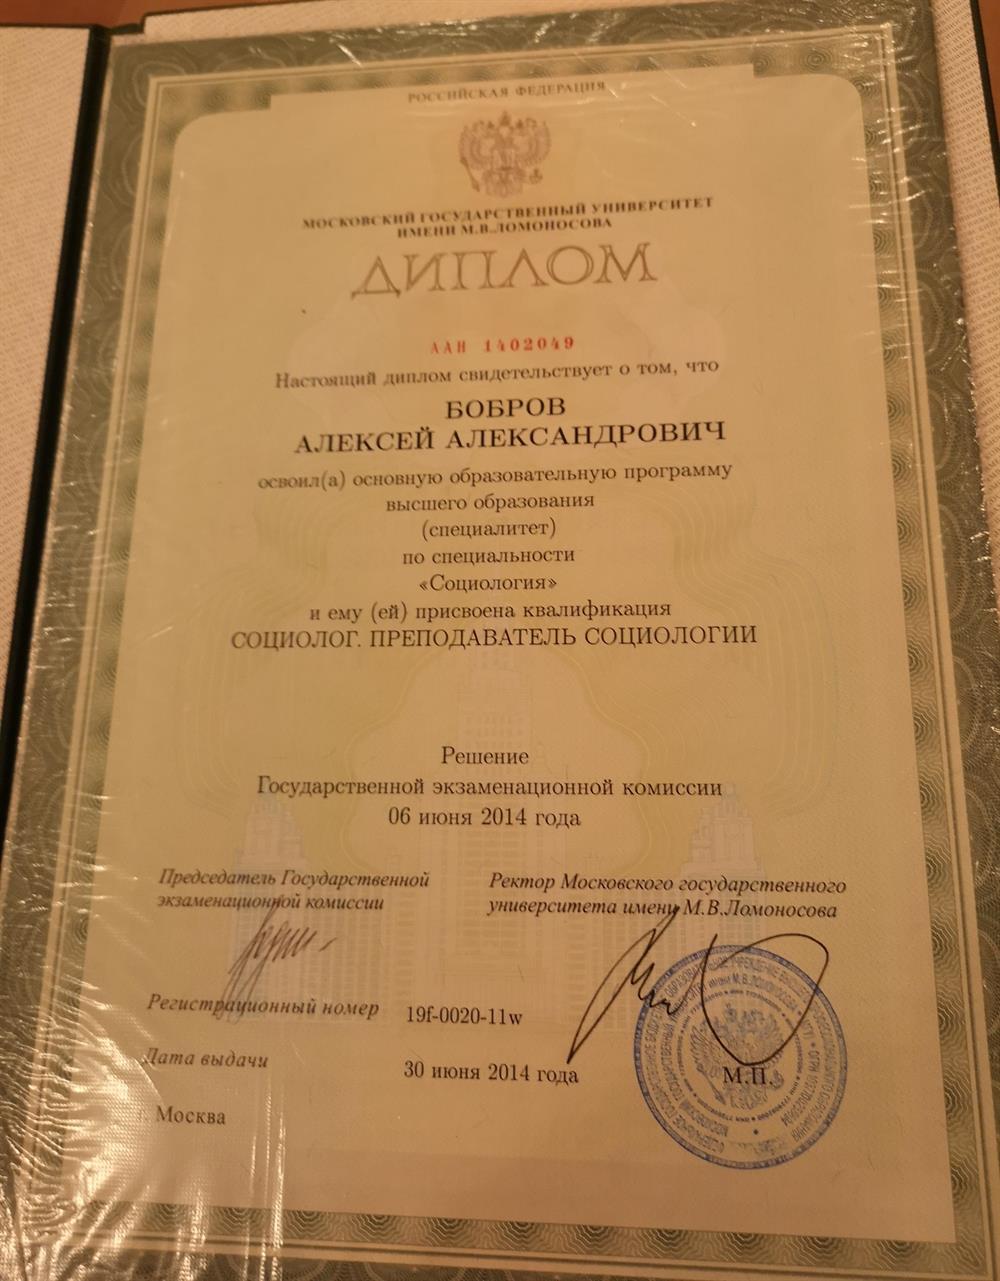 РОССИЙСКАЯ ФЕДЕРАЦИЯ
МОСКОВСКИЙ ГОСУДАРСТВЕННЫЙ УНИВЕРСИТЕТ
ИМЕНИ М.В.ЛОМОНОСОВА
ДИПЛОМ
ААН 1402049
Настоящий диплом свидетельствует о том, что
БОБРОВ
АЛЕКСЕЙ АЛЕКСАНДРОВИЧ
освоил(а) основную образовательную программу
высшего образования
(специалитет)
по специальности
«Социология»
и ему (ей) присвоена квалификация
СОЦИОЛОГ. ПРЕПОДАВАТЕЛЬ СОЦИОЛОГИИ
Решение
Государственной экзаменационной комиссии
06 июня 2014 года
Председатель Государственной
экзаменационной комиссии
Ректор Московского государственного
университета имени М.В.Ломоносова
Регистрационный номер 19f-0020-11w
Дата выдачи 30 июня 2014 года
М.П.
г. Москва